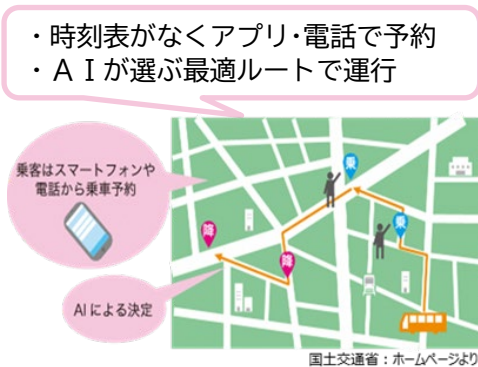 ・時刻表がなくアプリ・電話で予約
・ＡＩが選ぶ最適ルートで運行
乗客はスマートフォンや
電話から乗車予約
乗
乗
降
降
AIによる決定
国土交通省：ホームページより